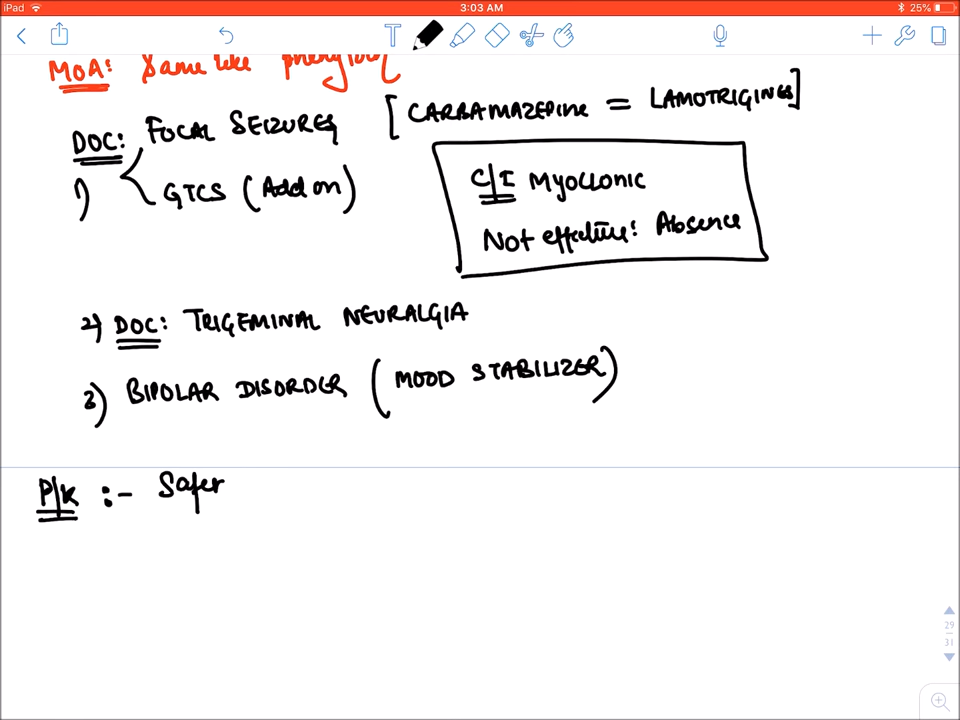 iPad 3:03 AM 25%
T
MOA: Same like phenytoin
DOC: FOCAL SEIZURES [CARBAMAZEPINE = LAMOTRIGINES]
1) GTCS (Add on)
C/I Myoclonic
Not effective: Absence
2) DOC: TRIGEMINAL NEURALGIA
3) BIPOLAR DISORDER (MOOD STABILIZER)
P/K :- Safer
29
31